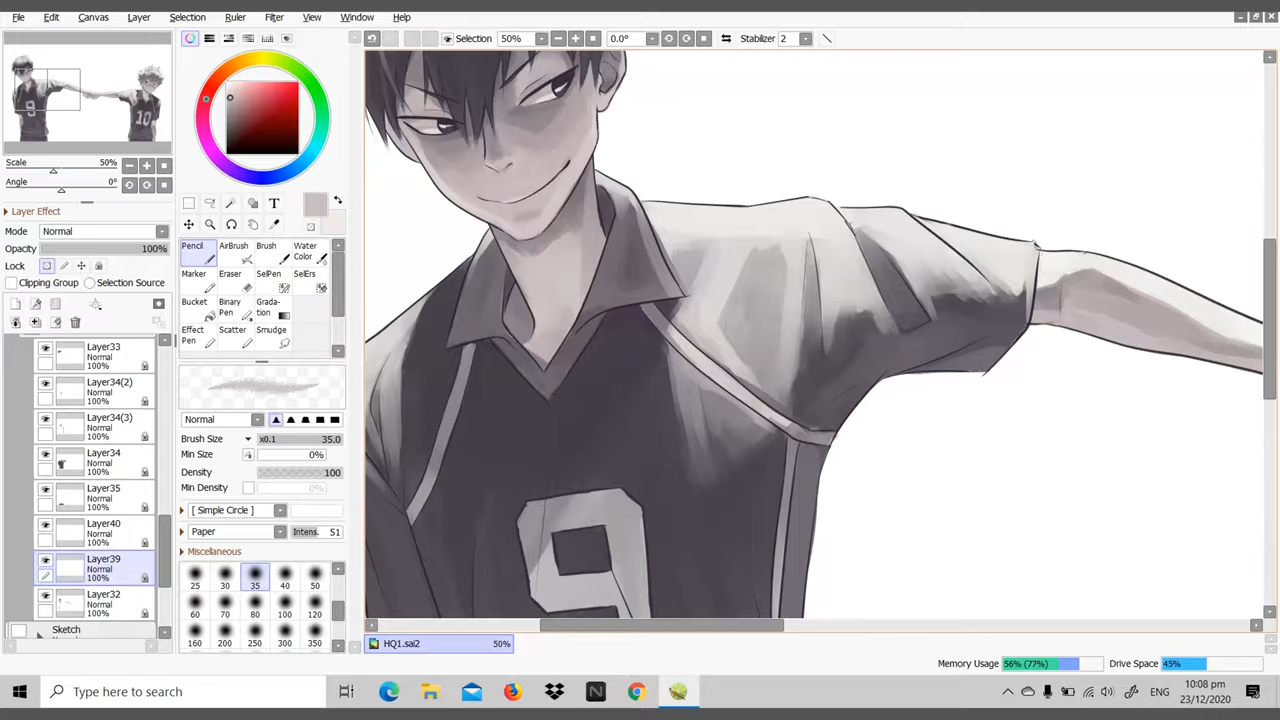 File Edit Canvas Layer Selection Ruler Filter View Window Help
Selection 50% 0.0° Stabilizer 2
9
10
Scale 50%
Angle 0°
Layer Effect
Mode Normal
Opacity 100%
Lock
Clipping Group Selection Source
Layer33
Normal
100%
Layer34(2)
Normal
100%
Layer34(3)
Normal
100%
Layer34
Normal
100%
Layer35
Normal
100%
Layer40
Normal
100%
Layer39
Normal
100%
Layer32
Normal
100%
Sketch
T
Pencil AirBrush Brush Water Color
Marker Eraser SelPen SelErs
Bucket Binary Pen Grada-tion
Effect Pen Scatter Smudge
Normal
Brush Size x0.1 35.0
Min Size 0%
Density 100
Min Density 0%
[ Simple Circle ]
Paper Intens. 51
Miscellaneous
25 30 35 40 50
60 70 80 100 120
160 200 250 300 350
9
HQ1.sai2 50%
Memory Usage 56% (77%) Drive Space 45%
Type here to search
N
ENG
10:08 pm
23/12/2020